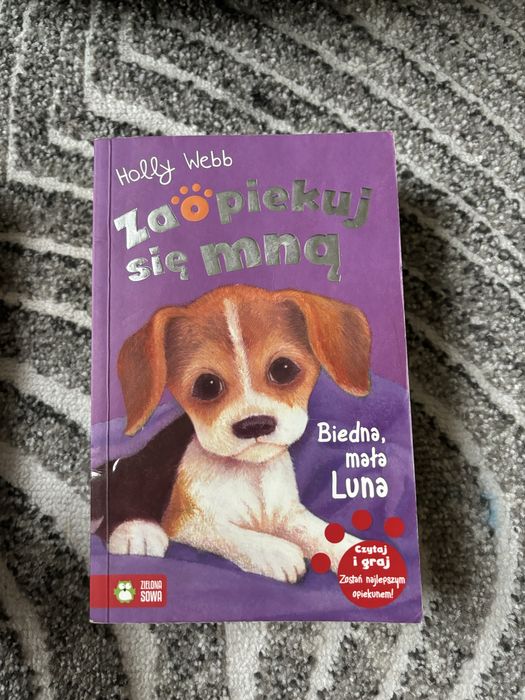 Holly Webb
Zaopiekuj
się mną
Biedna,
mała
Luna
Czytaj
i graj
Zostań najlepszym
opiekunem!
ZIELONA
SOWA